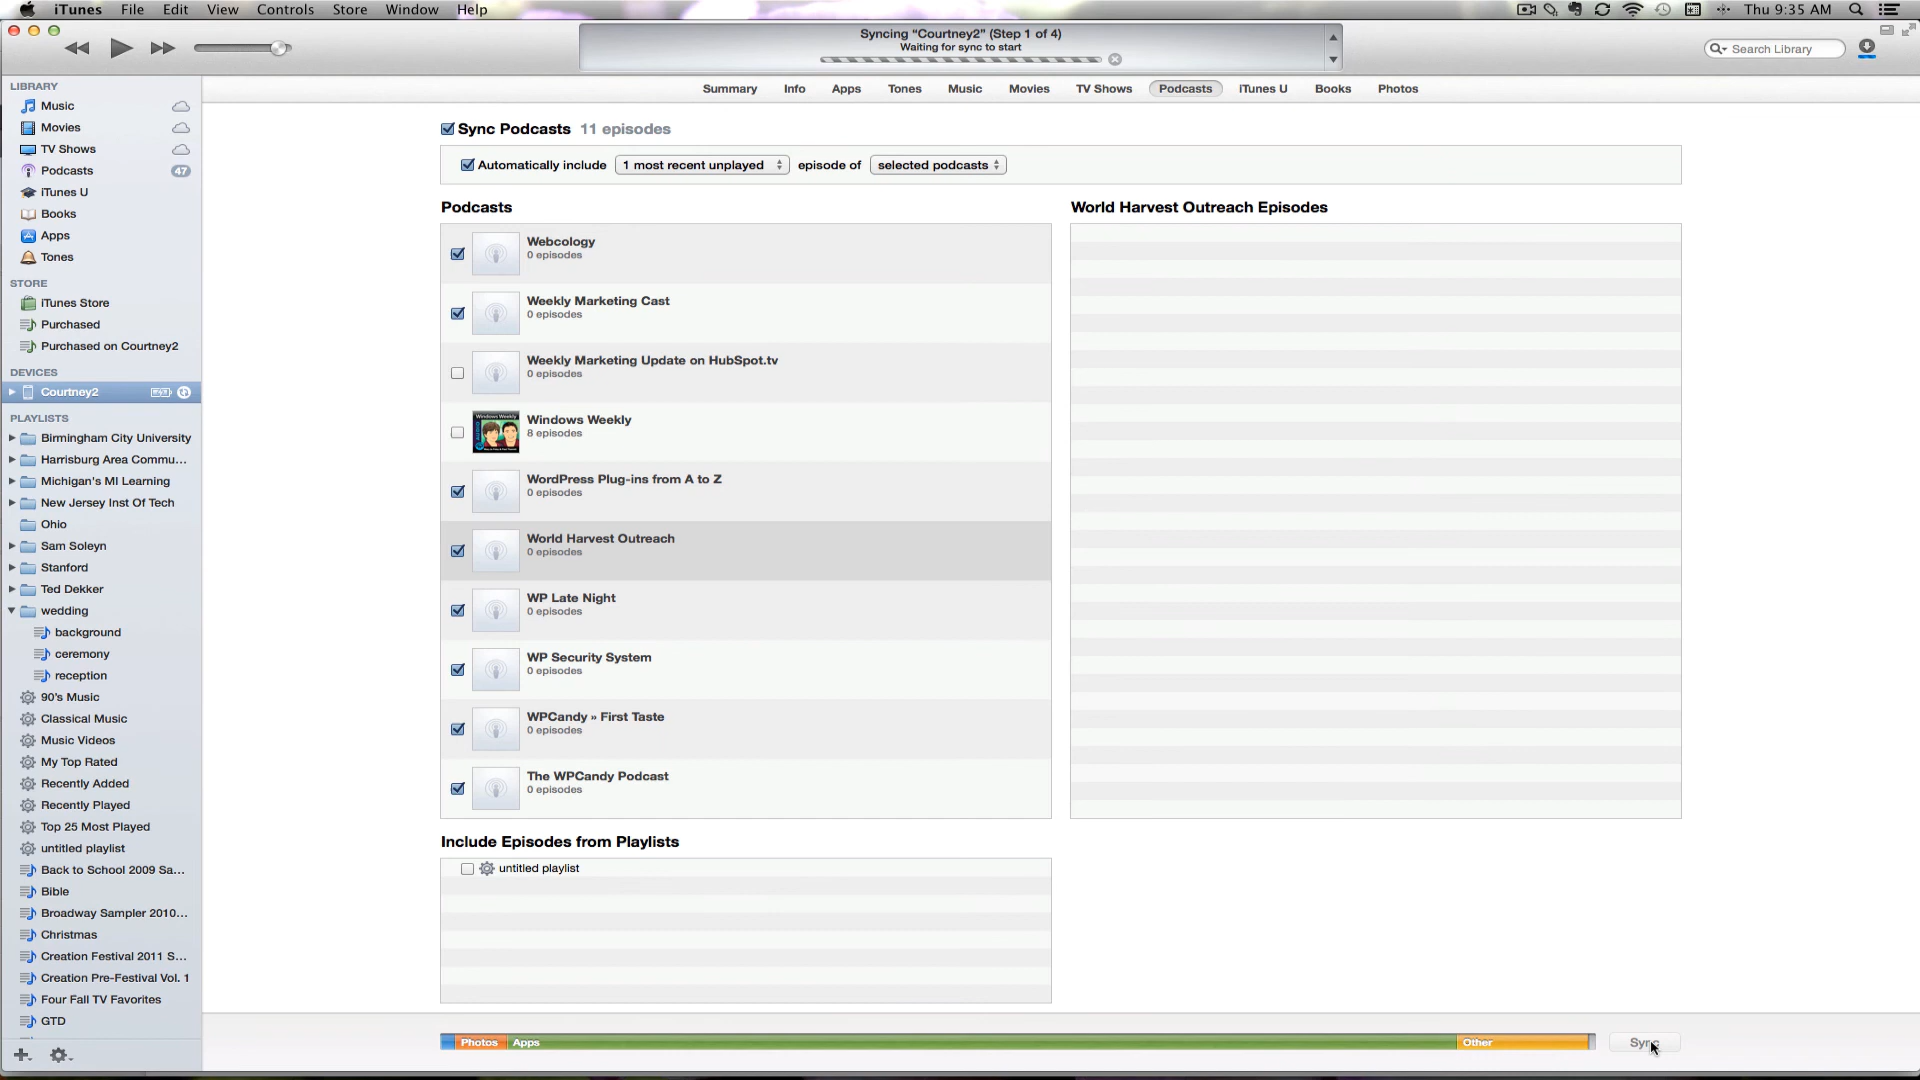 iTunes File Edit View Controls Store Window Help
Thu 9:35 AM
Syncing “Courtney2” (Step 1 of 4)
Waiting for sync to start
Search Library
LIBRARY
Music
Movies
TV Shows
Podcasts 47
iTunes U
Books
Apps
Tones
STORE
iTunes Store
Purchased
Purchased on Courtney2
DEVICES
Courtney2
PLAYLISTS
Birmingham City University
Harrisburg Area Commu...
Michigan's MI Learning
New Jersey Inst Of Tech
Ohio
Sam Soleyn
Stanford
Ted Dekker
wedding
background
ceremony
reception
90's Music
Classical Music
Music Videos
My Top Rated
Recently Added
Recently Played
Top 25 Most Played
untitled playlist
Back to School 2009 Sa...
Bible
Broadway Sampler 2010...
Christmas
Creation Festival 2011 S...
Creation Pre-Festival Vol. 1
Four Fall TV Favorites
GTD
Summary Info Apps Tones Music Movies TV Shows Podcasts iTunes U Books Photos
Sync Podcasts 11 episodes
Automatically include 1 most recent unplayed episode of selected podcasts
Podcasts
Webcology
0 episodes
Weekly Marketing Cast
0 episodes
Weekly Marketing Update on HubSpot.tv
0 episodes
Windows Weekly
8 episodes
WordPress Plug-ins from A to Z
0 episodes
World Harvest Outreach
0 episodes
WP Late Night
0 episodes
WP Security System
0 episodes
WPCandy » First Taste
0 episodes
The WPCandy Podcast
0 episodes
World Harvest Outreach Episodes
Include Episodes from Playlists
untitled playlist
Photos Apps Other
Sync